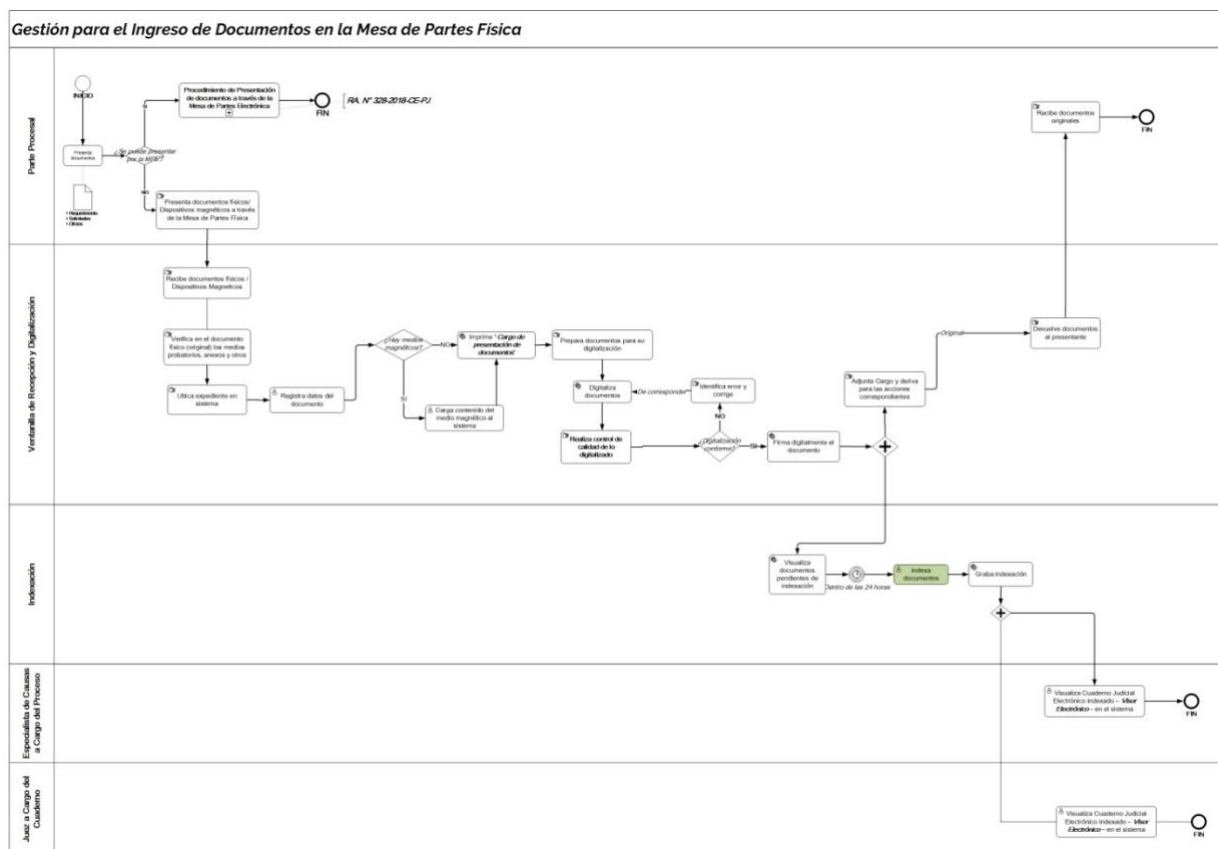 Gestión para el Ingreso de Documentos en la Mesa de Partes Física
Parte Procesal
INICIO
Presenta
documentos
• Requerimiento
• Solicitudes
• Oficios
¿Se puede presentar
por la MPE?
SI
NO
Procedimiento de Presentación
de documentos a través de la
Mesa de Partes Electrónica
FIN
RA. N° 328-2018-CE-PJ
Presenta documentos físicos/
Dispositivos magnéticos a través
de la Mesa de Partes Física
Recibe documentos
originales
FIN
Ventanilla de Recepción y Digitalización
Recibe documentos físicos /
Dispositivos Magneticos
Verifica en el documento
físico (original) los medios
probatorios, anexos y otros
Ubica expediente en
sistema
Registra datos del
documento
¿Hay medios
magnéticos?
NO
SI
Imprime "Cargo de
presentación de
documentos"
Carga contenido del
medio magnético al
sistema
Prepara documentos para su
digitalización
Digitaliza
documentos
De corresponder
Identifica error y
corrige
NO
Realiza control de
calidad de lo
digitalizado
¿Digitalización
conforme?
SI
Firma digitalmente el
documento
Adjunta Cargo y deriva
para las acciones
correspondientes
Original
Devuelve documentos
al presentante
Indexación
Visualiza
documentos
pendientes de
indexación
Dentro de las 24 horas
Indexa
documentos
Graba indexación
Especialista de Causas
a Cargo del Proceso
Visualiza Cuaderno Judicial
Electrónico indexado – Visor
Electrónico – en el sistema
FIN
Juez a Cargo del
Cuaderno
Visualiza Cuaderno Judicial
Electrónico indexado – Visor
Electrónico – en el sistema
FIN